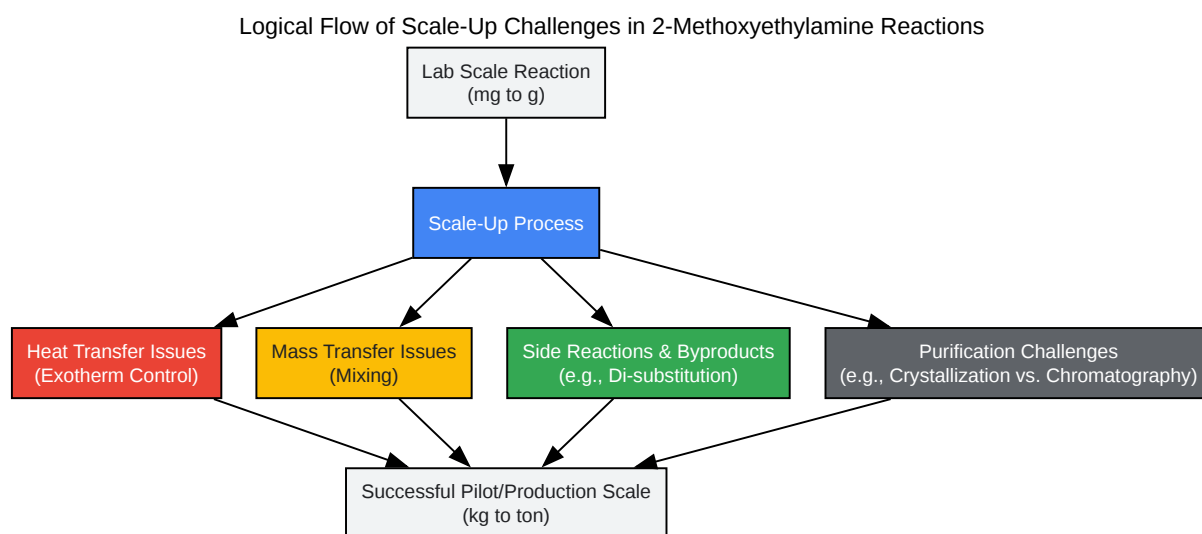 Logical Flow of Scale-Up Challenges in 2-Methoxyethylamine Reactions
Lab Scale Reaction
(mg to g)
Scale-Up Process
Heat Transfer Issues
(Exotherm Control)
Mass Transfer Issues
(Mixing)
Side Reactions & Byproducts
(e.g., Di-substitution)
Purification Challenges
(e.g., Crystallization vs. Chromatography)
Successful Pilot/Production Scale
(kg to ton)